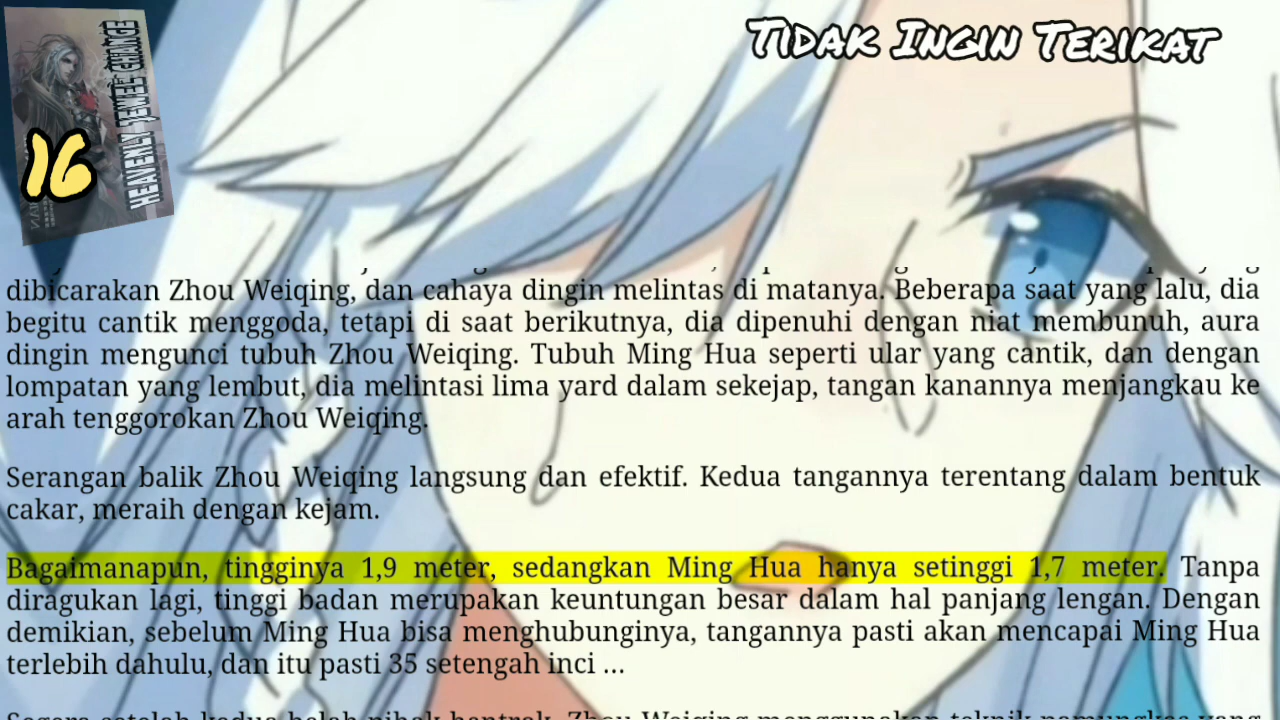 TIDAK INGIN TERIKAT
HEAVENLY JEWEL CHANGE
16
dibicarakan Zhou Weiqing, dan cahaya dingin melintas di matanya. Beberapa saat yang lalu, dia
begitu cantik menggoda, tetapi di saat berikutnya, dia dipenuhi dengan niat membunuh, aura
dingin mengunci tubuh Zhou Weiqing. Tubuh Ming Hua seperti ular yang cantik, dan dengan
lompatan yang lembut, dia melintasi lima yard dalam sekejap, tangan kanannya menjangkau ke
arah tenggorokan Zhou Weiqing.
Serangan balik Zhou Weiqing langsung dan efektif. Kedua tangannya terentang dalam bentuk
cakar, meraih dengan kejam.
Bagaimanapun, tingginya 1,9 meter, sedangkan Ming Hua hanya setinggi 1,7 meter. Tanpa
diragukan lagi, tinggi badan merupakan keuntungan besar dalam hal panjang lengan. Dengan
demikian, sebelum Ming Hua bisa menghubunginya, tangannya pasti akan mencapai Ming Hua
terlebih dahulu, dan itu pasti 35 setengah inci ...